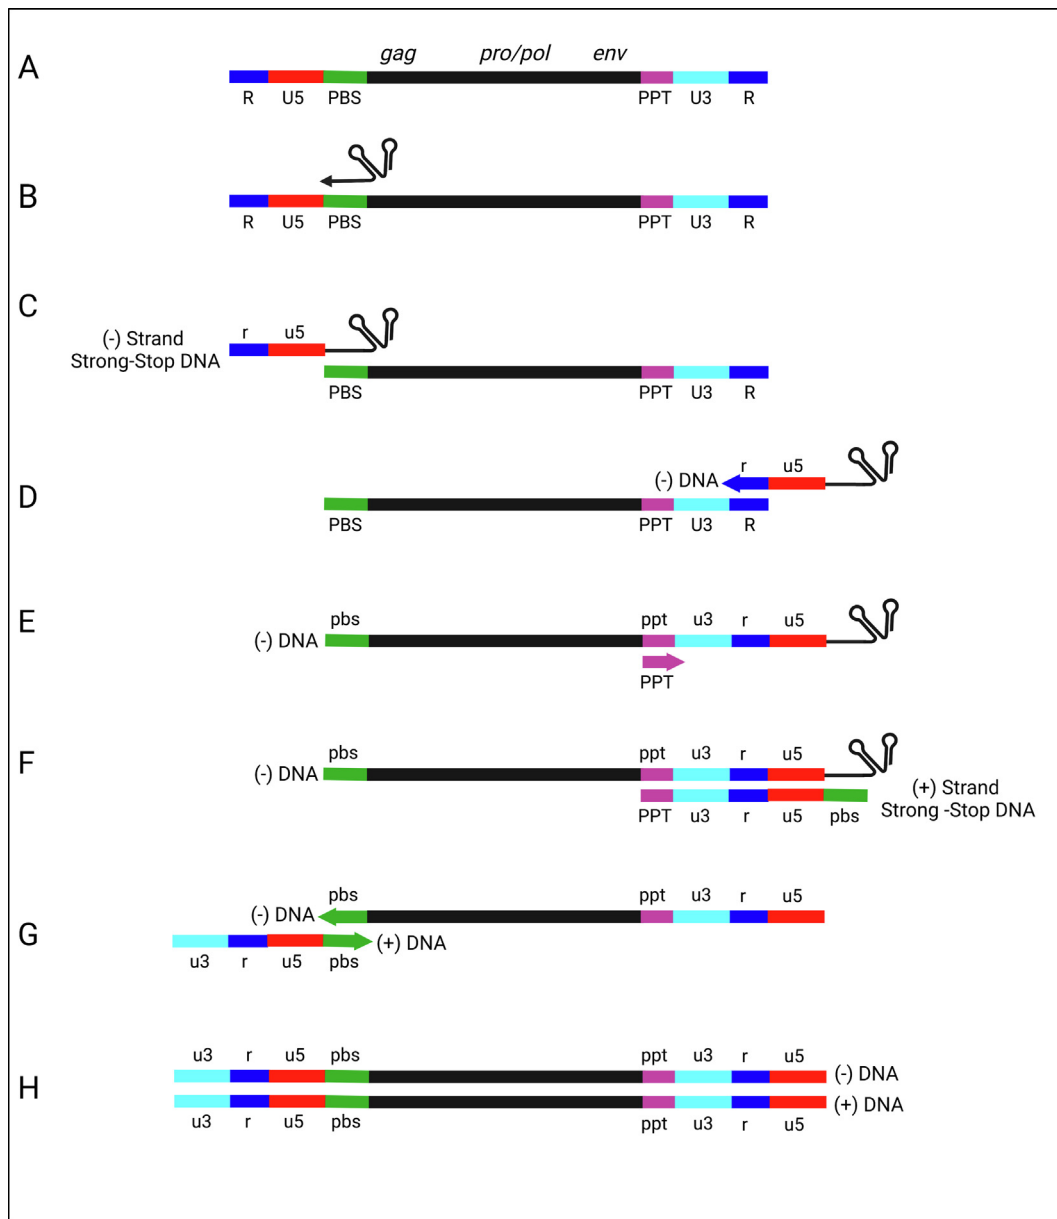 A
gag pro/pol env
R U5 PBS PPT U3 R
B
R U5 PBS PPT U3 R
C
(-) Strand
Strong-Stop DNA
r u5
PBS PPT U3 R
D
(-) DNA
r u5
PBS PPT U3 R
E
pbs ppt u3 r u5
(-) DNA
PPT
F
pbs ppt u3 r u5
(-) DNA
(+) Strand
Strong -Stop DNA
PPT u3 r u5 pbs
G
pbs ppt u3 r u5
(-) DNA
(+) DNA
u3 r u5 pbs
H
u3 r u5 pbs ppt u3 r u5
(-) DNA
(+) DNA
u3 r u5 pbs ppt u3 r u5